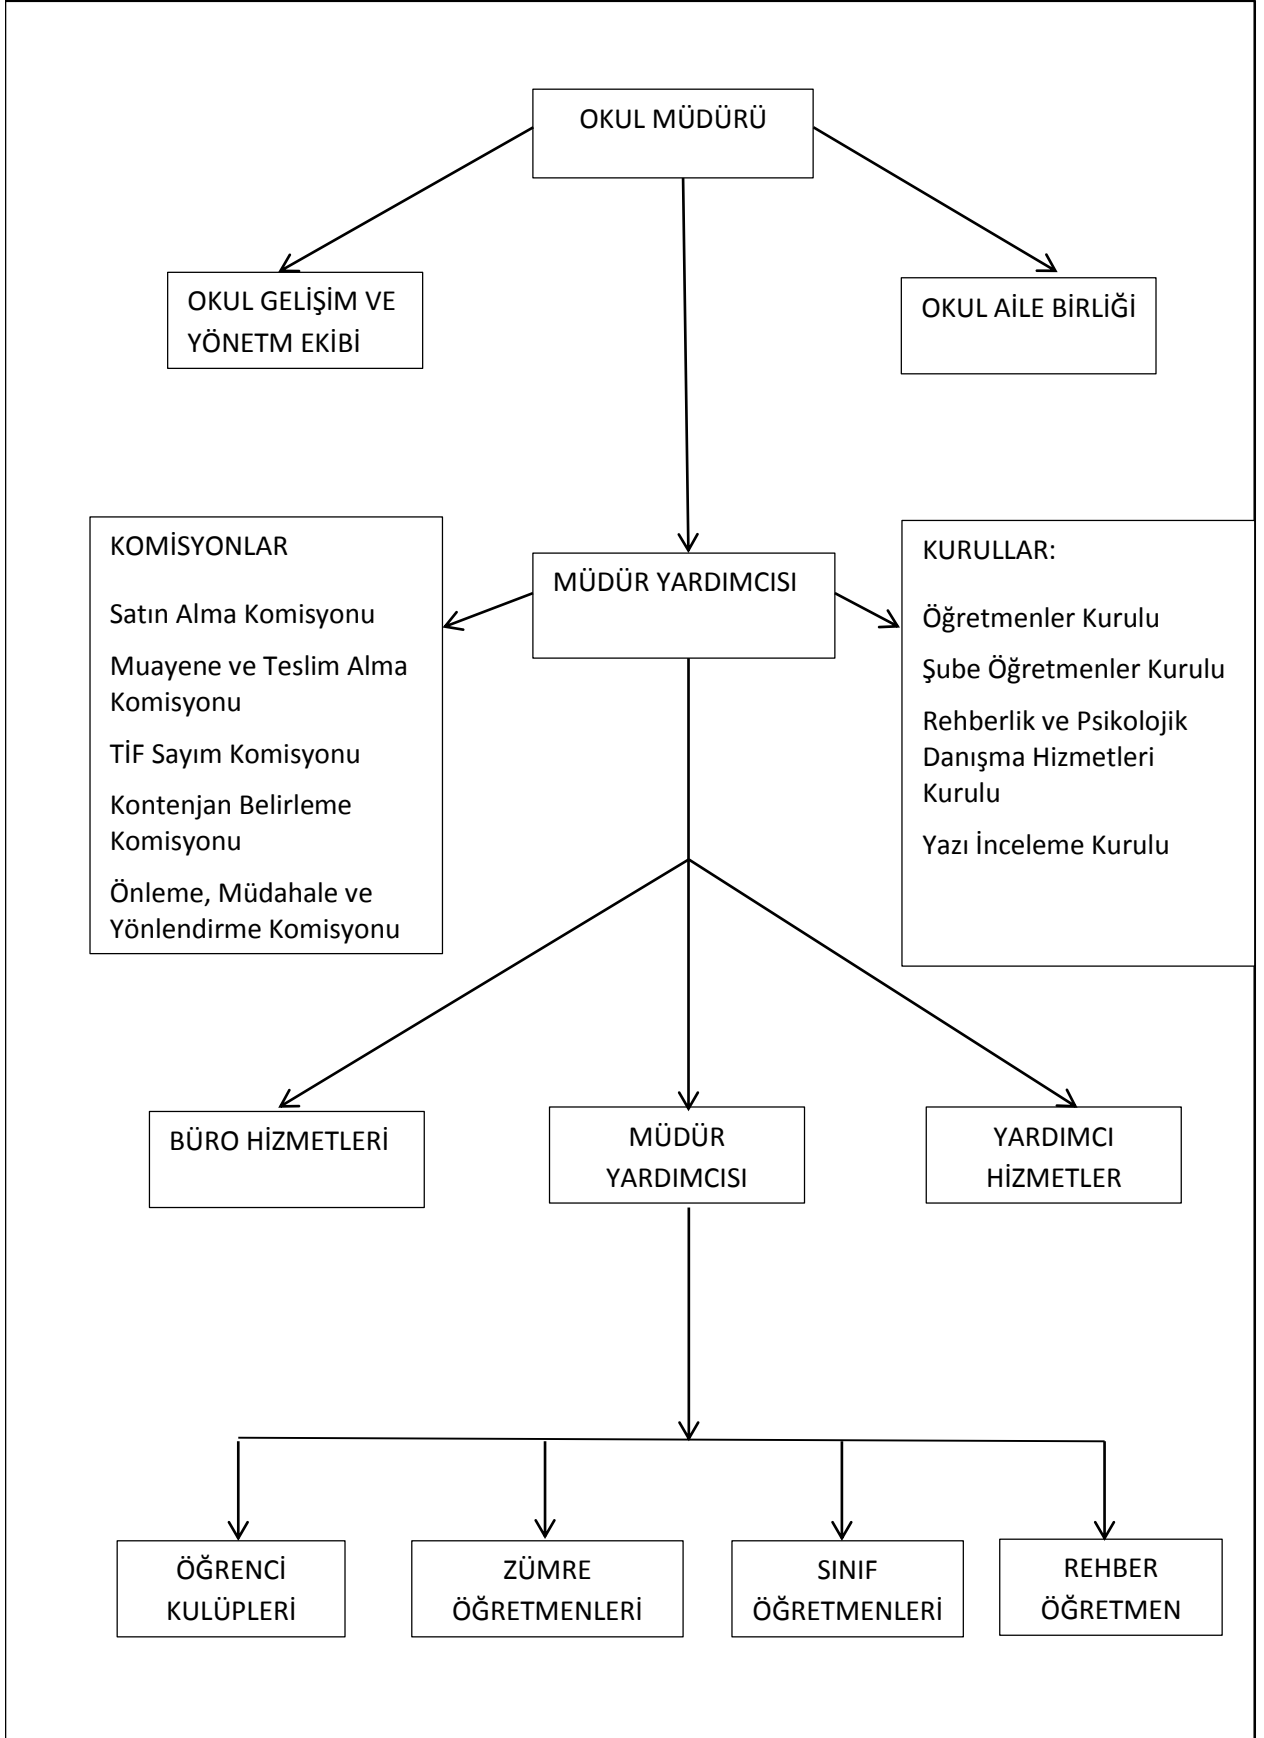 OKUL MÜDÜRÜ
OKUL GELİŞİM VE
YÖNETM EKİBİ
OKUL AİLE BİRLİĞİ
KOMİSYONLAR
Satın Alma Komisyonu
Muayene ve Teslim Alma
Komisyonu
TİF Sayım Komisyonu
Kontenjan Belirleme
Komisyonu
Önleme, Müdahale ve
Yönlendirme Komisyonu
MÜDÜR YARDIMCISI
KURULLAR:
Öğretmenler Kurulu
Şube Öğretmenler Kurulu
Rehberlik ve Psikolojik
Danışma Hizmetleri
Kurulu
Yazı İnceleme Kurulu
BÜRO HİZMETLERİ
MÜDÜR
YARDIMCISI
YARDIMCI
HİZMETLER
ÖĞRENCİ
KULÜPLERİ
ZÜMRE
ÖĞRETMENLERİ
SINIF
ÖĞRETMENLERİ
REHBER
ÖĞRETMEN